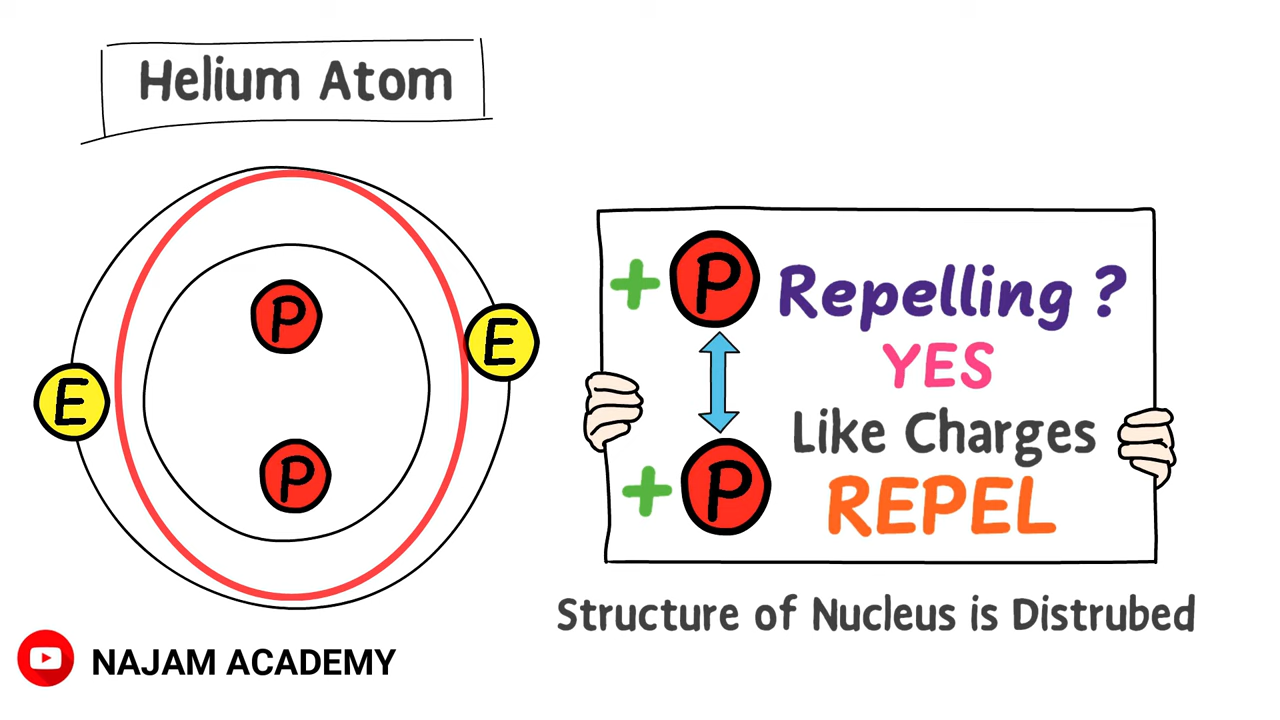 Helium Atom
P
P
E
E
+ P Repelling ?
YES
Like Charges
+ P REPEL
Structure of Nucleus is Distrubed
NAJAM ACADEMY